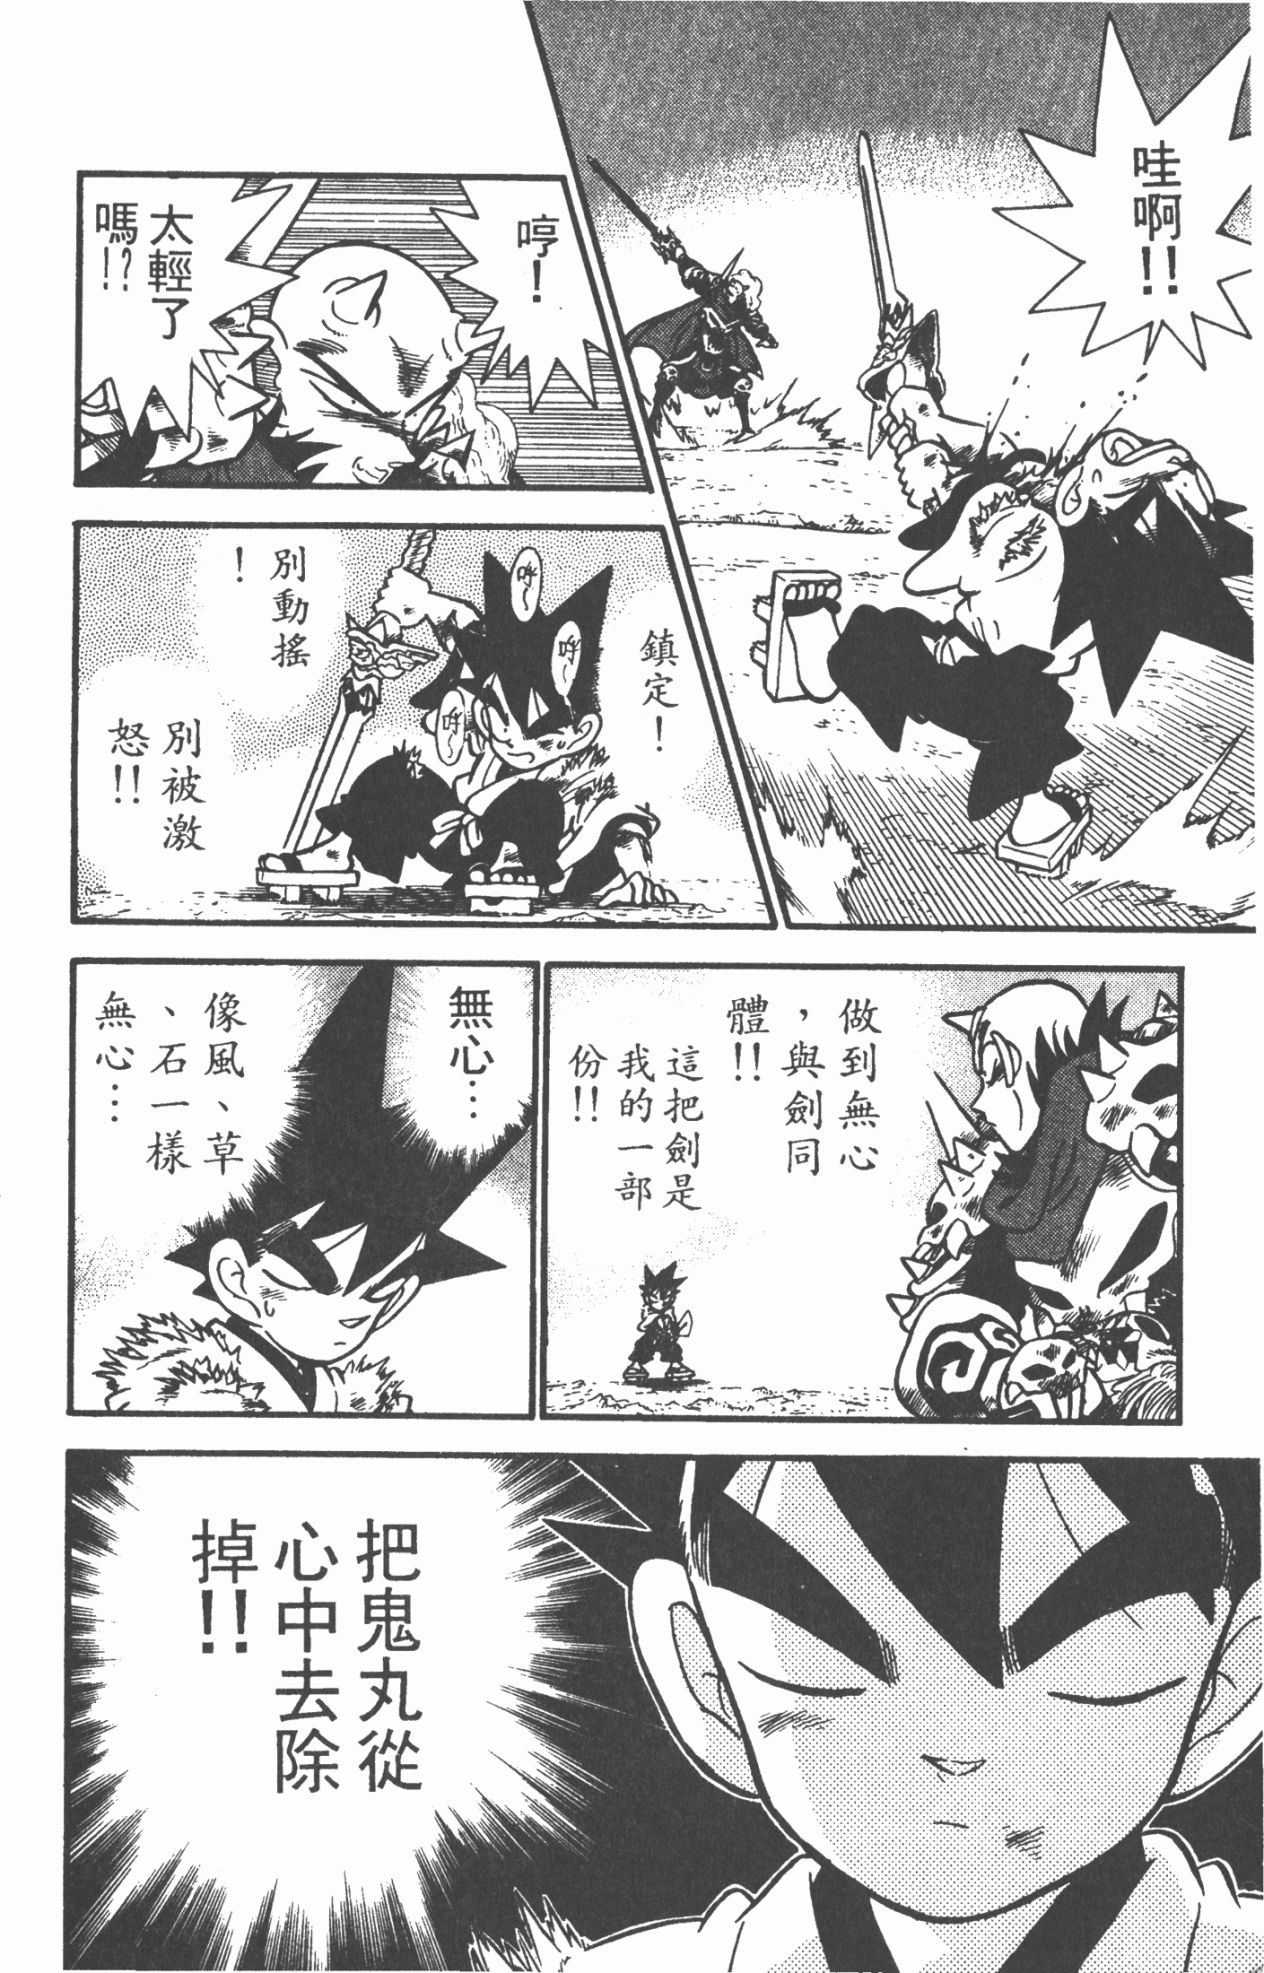 哇啊!!
哼!
太輕了
嗎!?
鎮定!
呼～
呼～
呼～
別動搖
!
別被激
怒!!
做到無心
，與劍同
體!!
這把劍是
我的一部
份!!
無心…
像風、草
、石一樣
無心…
把鬼丸從
心中去除
掉!!